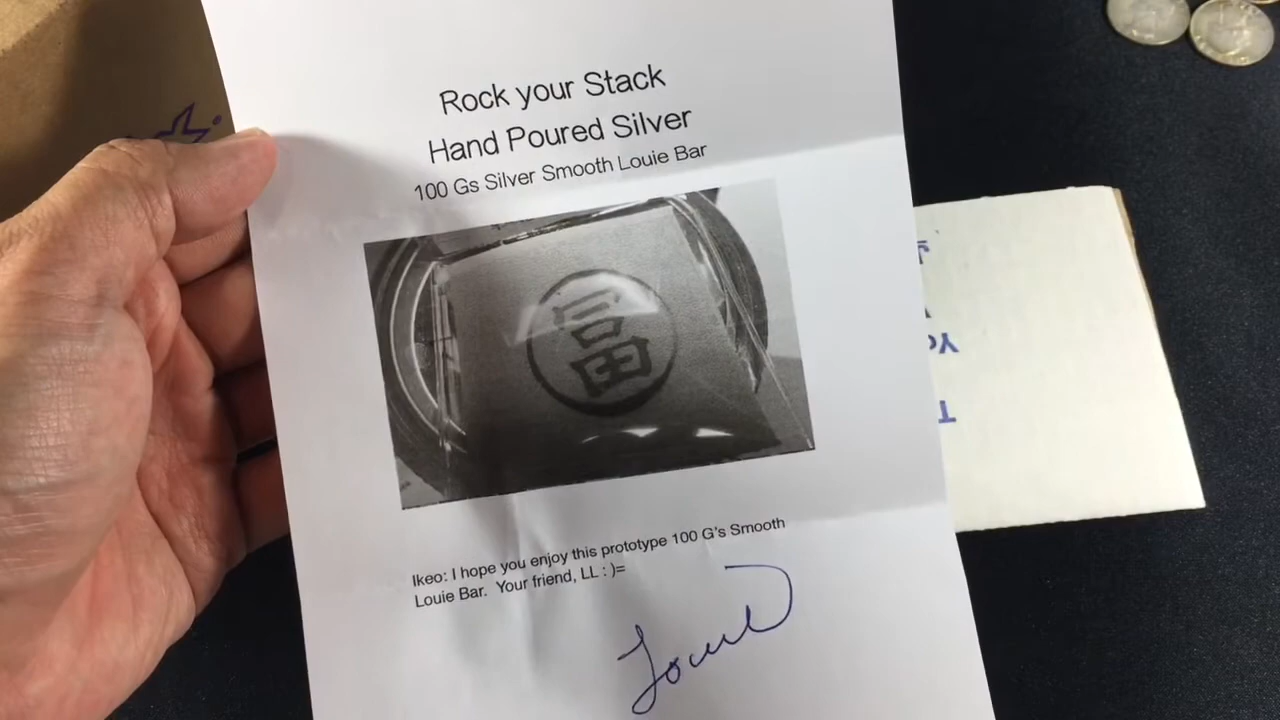 Rock your Stack
Hand Poured Silver
100 Gs Silver Smooth Louie Bar
富
Ikeo: I hope you enjoy this prototype 100 G's Smooth
Louie Bar. Your friend, LL : )=
Louie